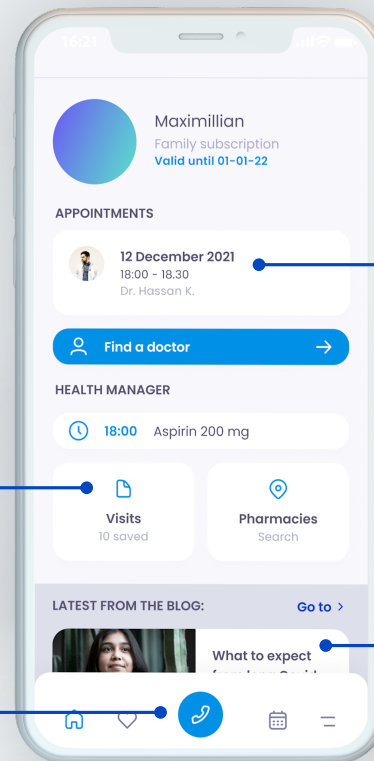 16:21
Maximillian
Family subscription
Valid until 01-01-22
APPOINTMENTS
12 December 2021
18:00 - 18.30
Dr. Hassan K.
Find a doctor
HEALTH MANAGER
18:00 Aspirin 200 mg
Visits
10 saved
Pharmacies
Search
LATEST FROM THE BLOG:
Go to >
What to expect